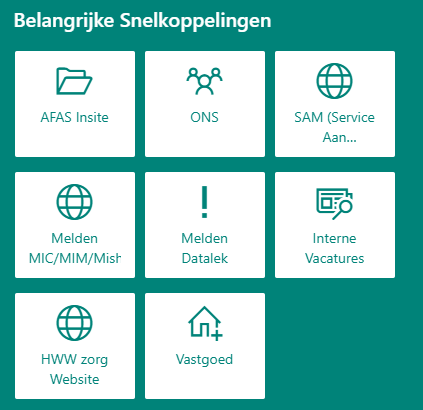 Belangrijke Snelkoppelingen
AFAS Insite
ONS
SAM (Service
Aan...
Melden
MIC/MIM/Mish
Melden
Datalek
Interne
Vacatures
HWW zorg
Website
Vastgoed